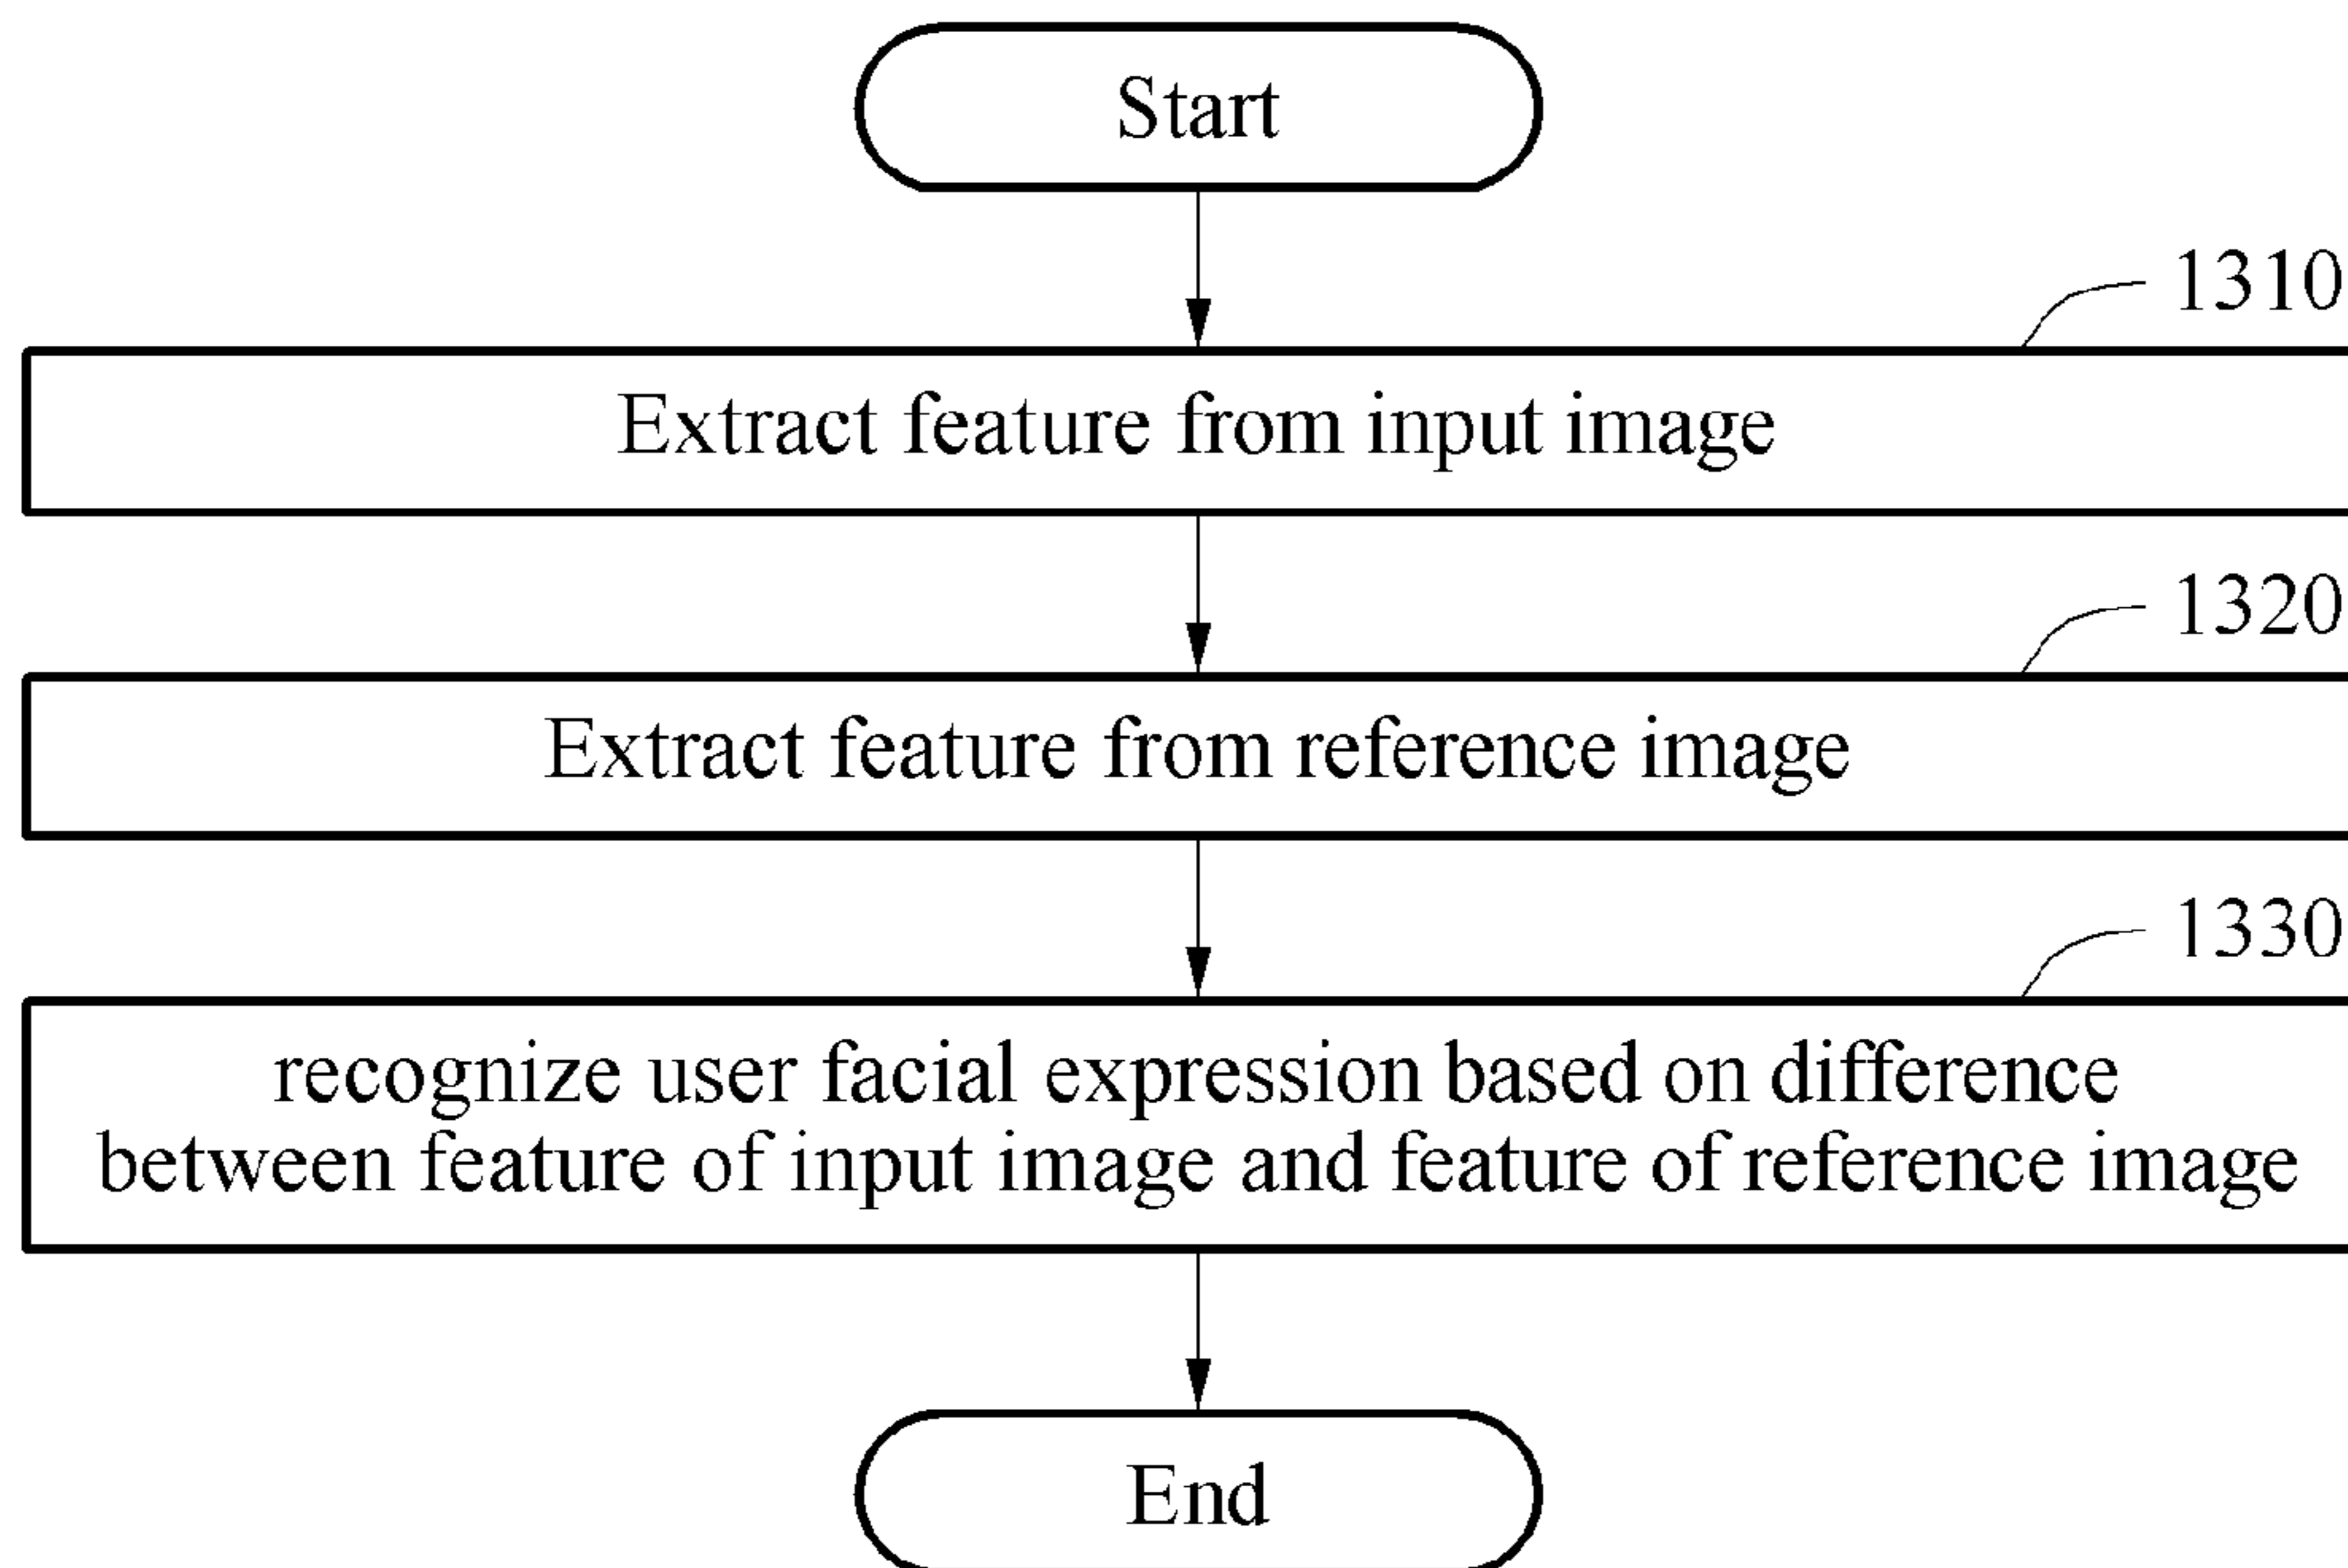 Start
1310
Extract feature from input image
1320
Extract feature from reference image
1330
recognize user facial expression based on difference
between feature of input image and feature of reference image
End